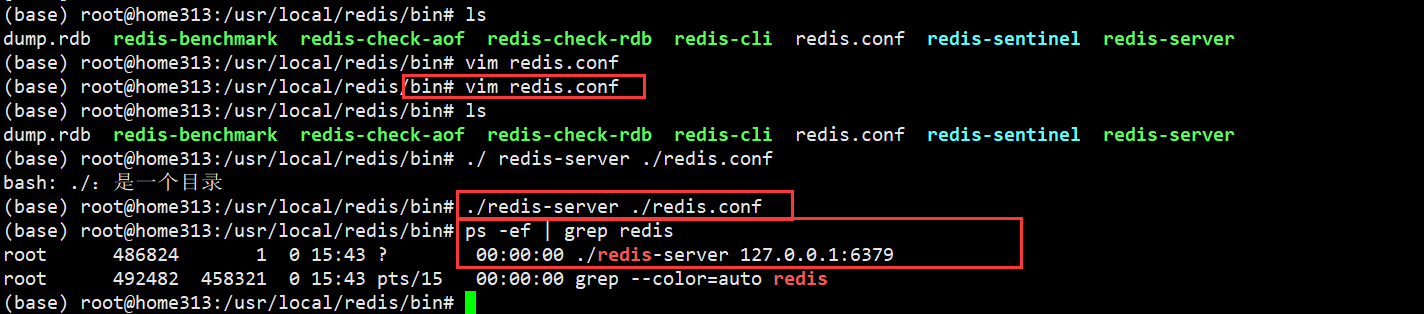 (base) root@home313:/usr/local/redis/bin# ls
dump.rdb redis-benchmark redis-check-aof redis-check-rdb redis-cli redis.conf redis-sentinel redis-server
(base) root@home313:/usr/local/redis/bin# vim redis.conf
(base) root@home313:/usr/local/redis/bin# vim redis.conf
(base) root@home313:/usr/local/redis/bin# ls
dump.rdb redis-benchmark redis-check-aof redis-check-rdb redis-cli redis.conf redis-sentinel redis-server
(base) root@home313:/usr/local/redis/bin# ./ redis-server ./redis.conf
bash: ./：是一个目录
(base) root@home313:/usr/local/redis/bin# ./redis-server ./redis.conf
(base) root@home313:/usr/local/redis/bin# ps -ef | grep redis
root 486824 1 0 15:43 ? 00:00:00 ./redis-server 127.0.0.1:6379
root 492482 458321 0 15:43 pts/15 00:00:00 grep --color=auto redis
(base) root@home313:/usr/local/redis/bin#